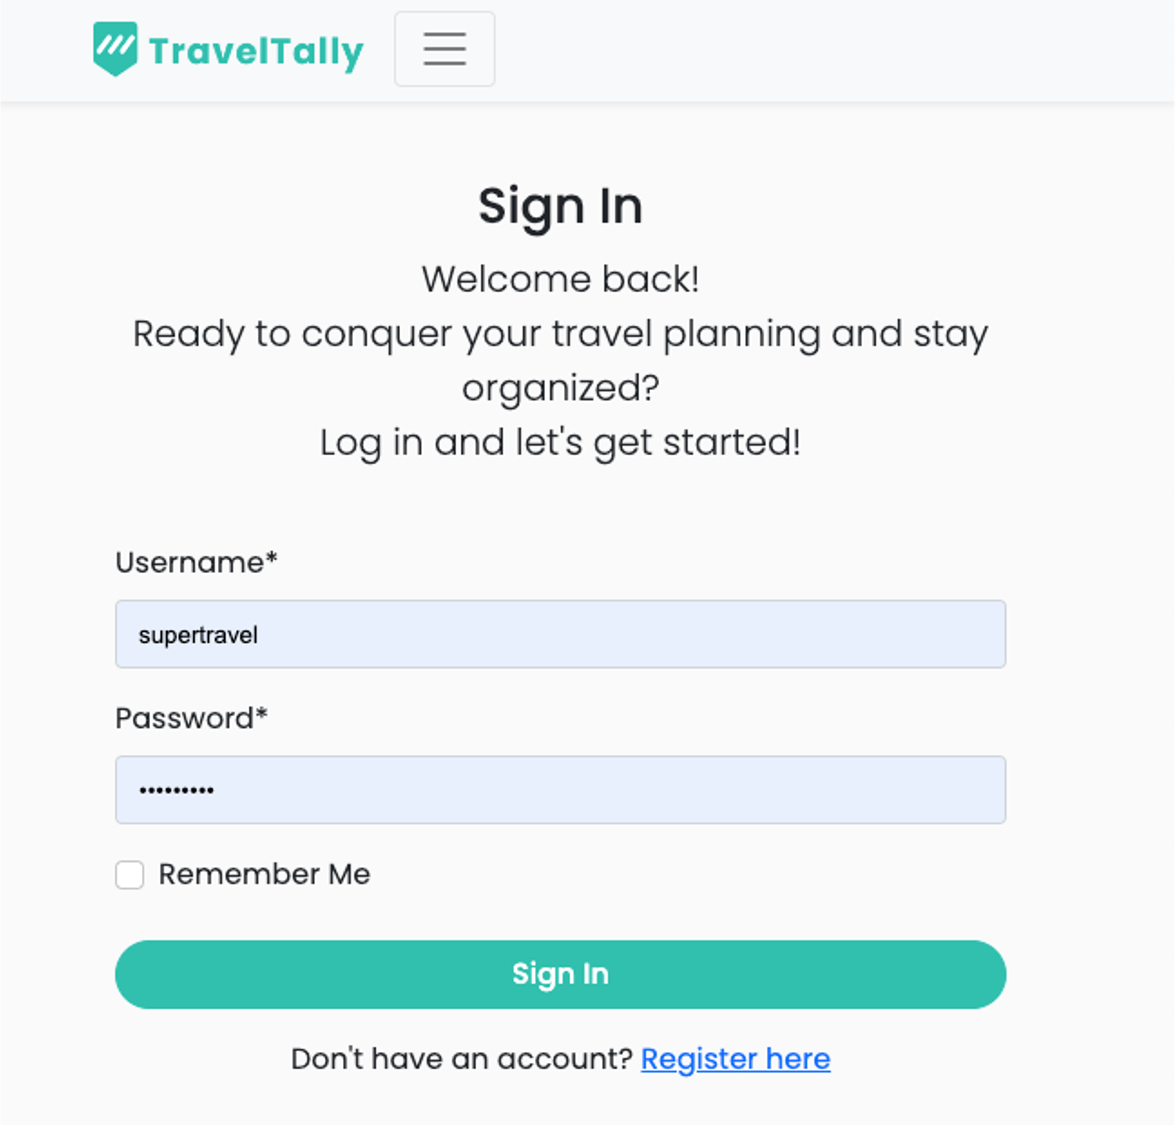 TravelTally
Sign In
Welcome back!
Ready to conquer your travel planning and stay
organized?
Log in and let's get started!
Username*
supertravel
Password*
•••••••••
Remember Me
Sign In
Don't have an account? Register here